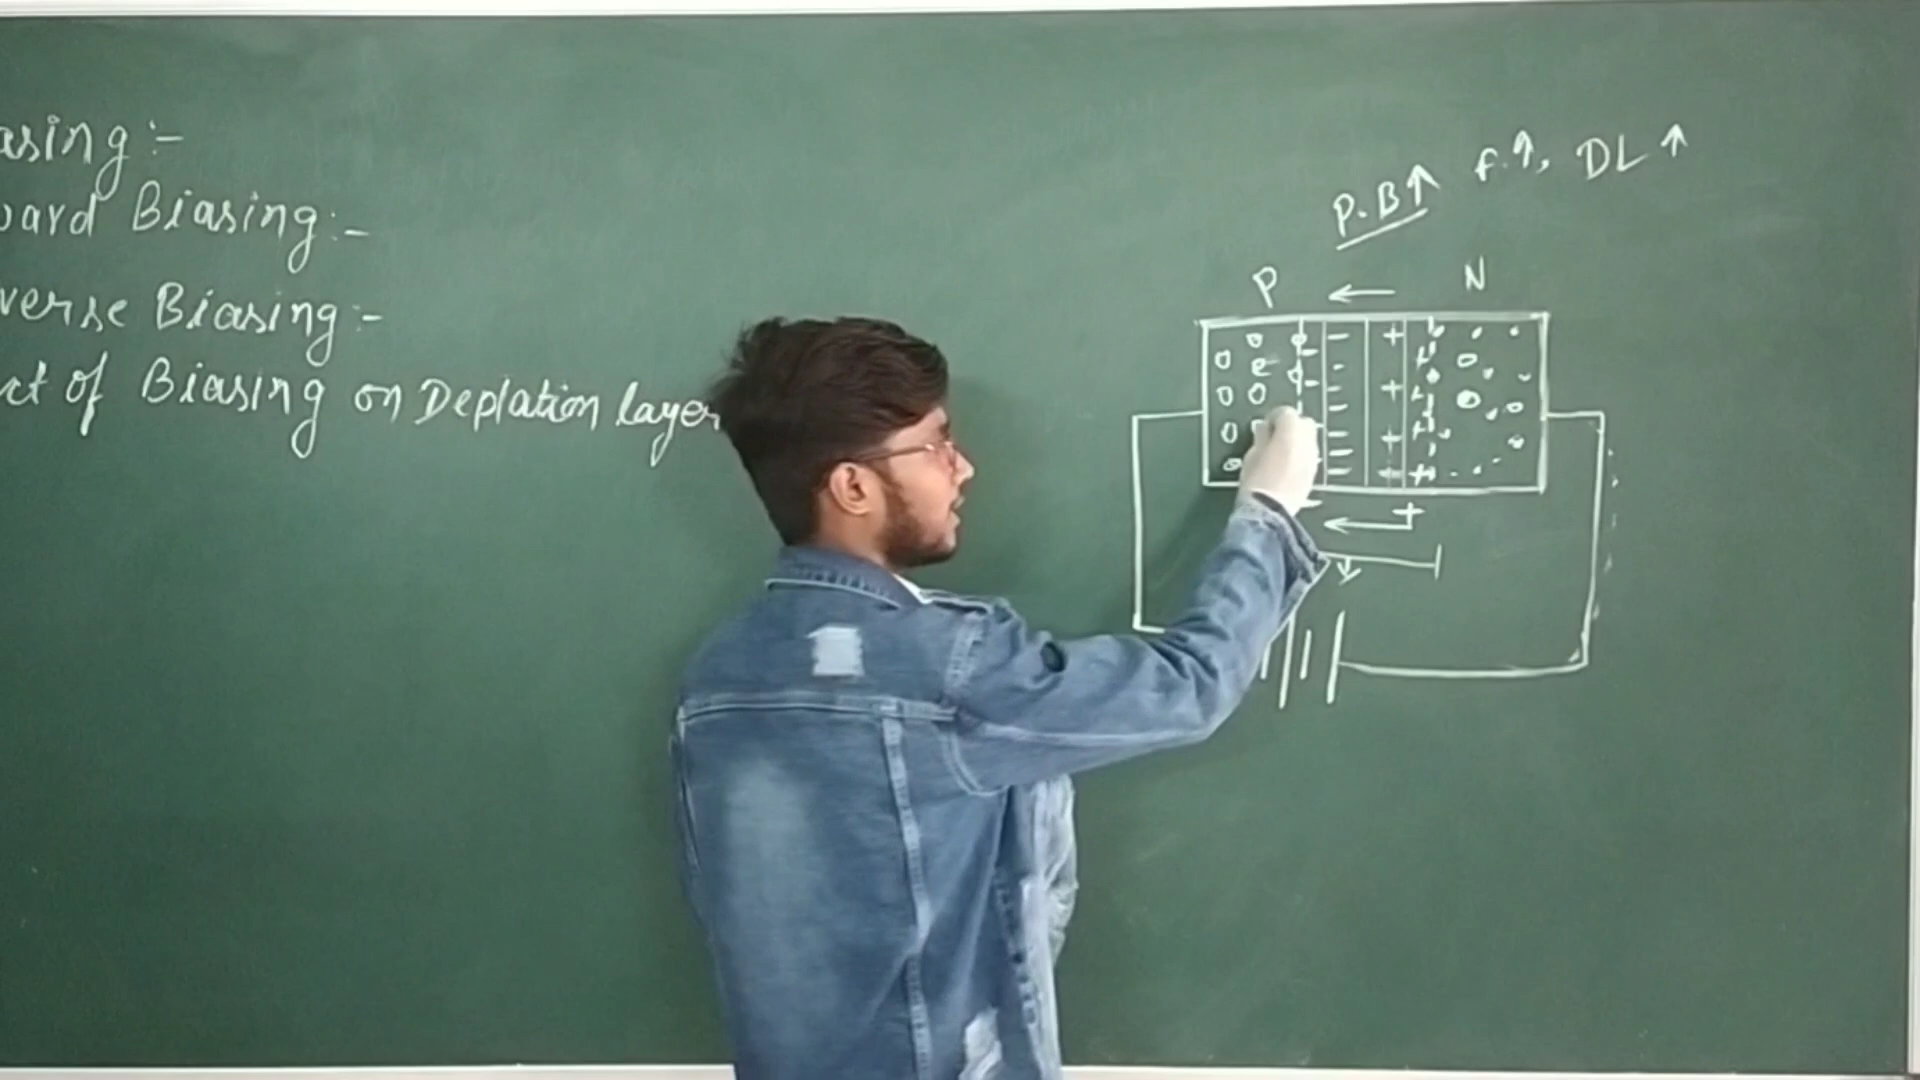 asing:-
ward Biasing:-
verse Biasing:-
ct of Biasing on Deplation layer
P.B↑ f.↑, DL↑
P ← N